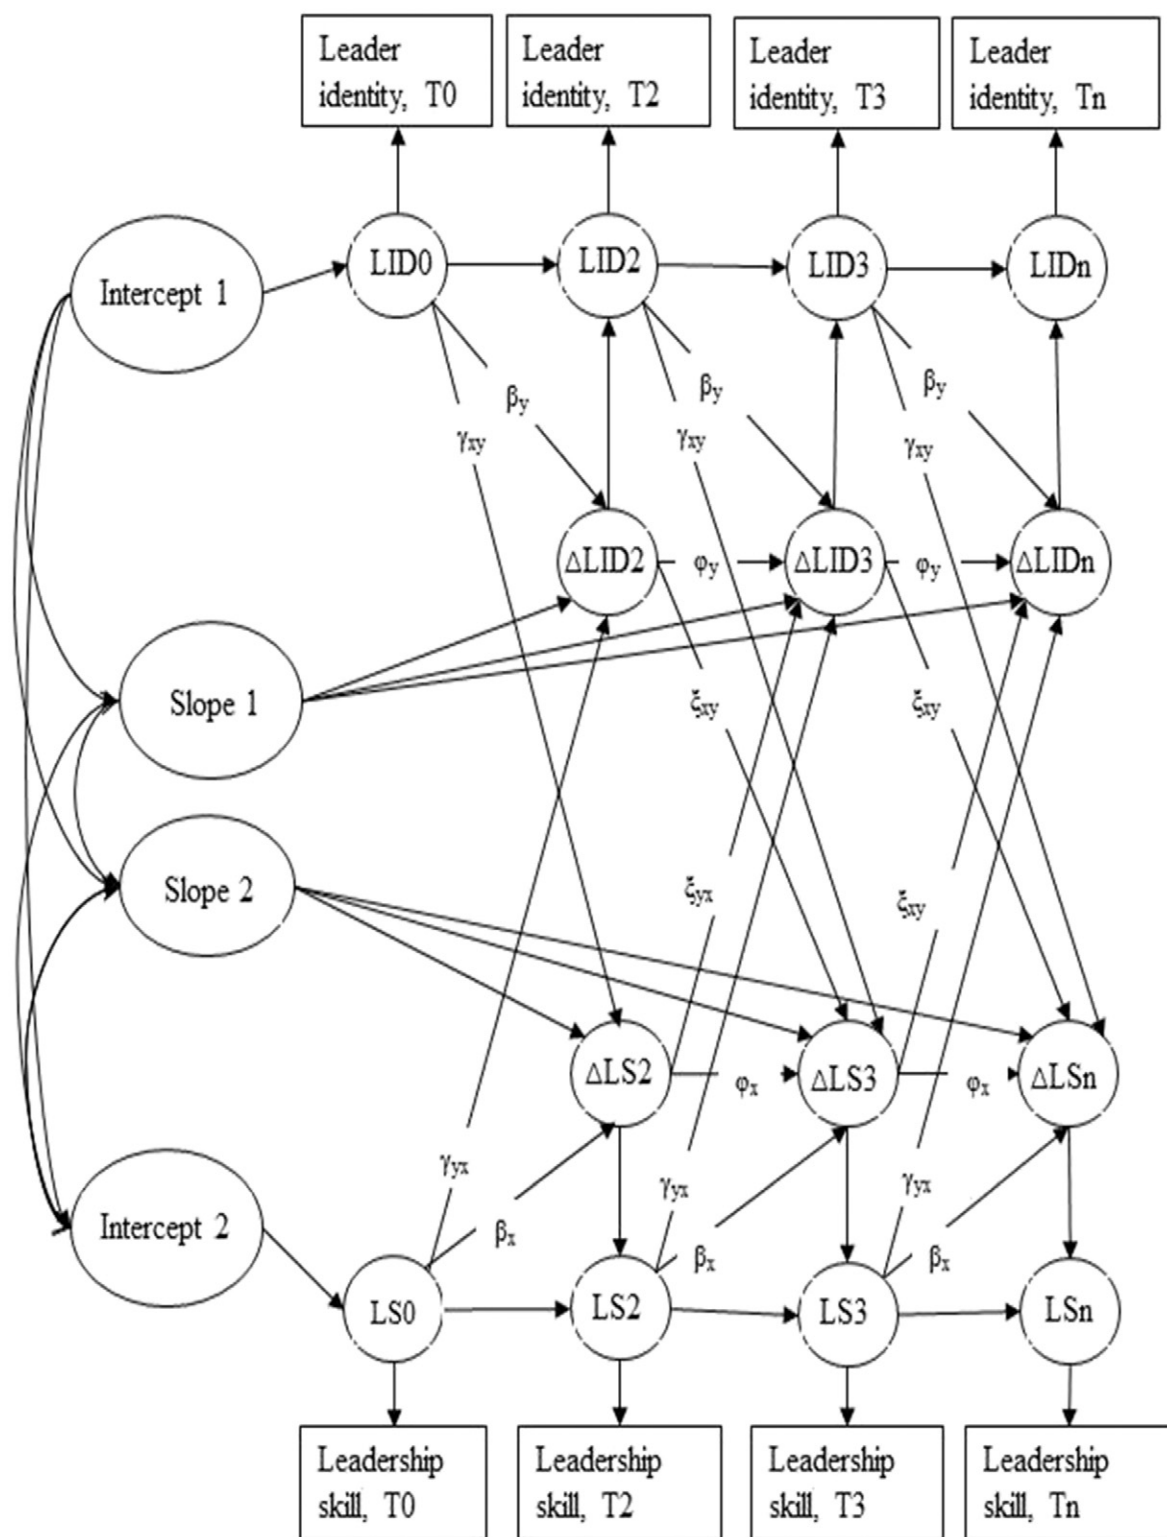 Leader
identity, T0
Leader
identity, T2
Leader
identity, T3
Leader
identity, Tn
LID0
LID2
LID3
LIDn
Intercept 1
βy
βy
βy
γxy
γxy
γxy
ΔLID2
φy
ΔLID3
φy
ΔLIDn
Slope 1
ξxy
ξxy
Slope 2
ξyx
ξxy
ΔLS2
φx
ΔLS3
φx
ΔLSn
γyx
γyx
γyx
Intercept 2
βx
βx
βx
LS0
LS2
LS3
LSn
Leadership
skill, T0
Leadership
skill, T2
Leadership
skill, T3
Leadership
skill, Tn